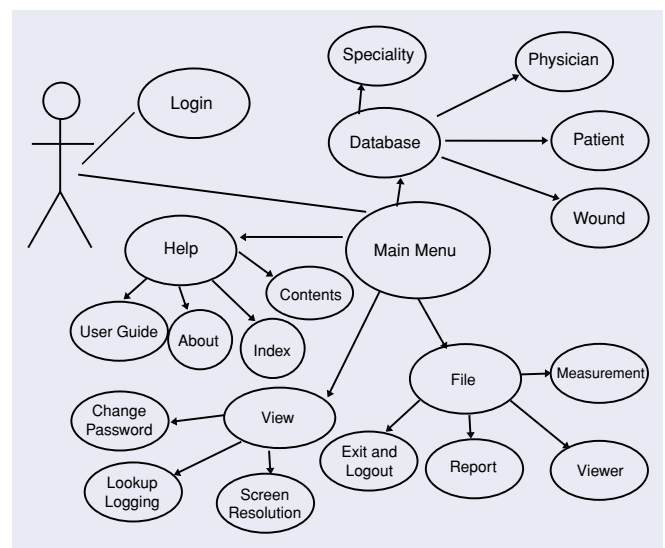 Speciality
Physician
Login
Database
Patient
Wound
Help
Main Menu
Contents
User Guide
About
Index
File
Measurement
Change
Password
View
Exit and
Logout
Report
Viewer
Lookup
Logging
Screen
Resolution